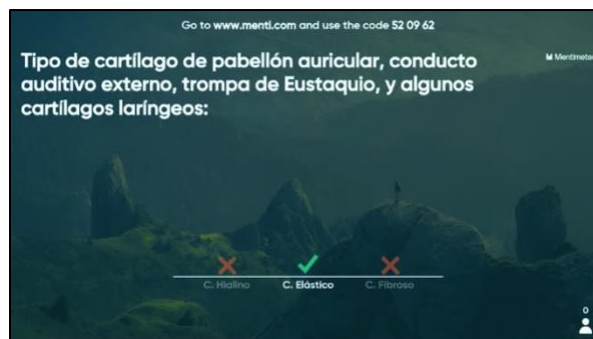 Go to www.menti.com and use the code 52 09 62
Tipo de cartílago de pabellón auricular, conducto
auditivo externo, trompa de Eustaquio, y algunos
cartílagos laríngeos:
Mentimeter
C. Hialino
C. Elástico
C. Fibroso
0